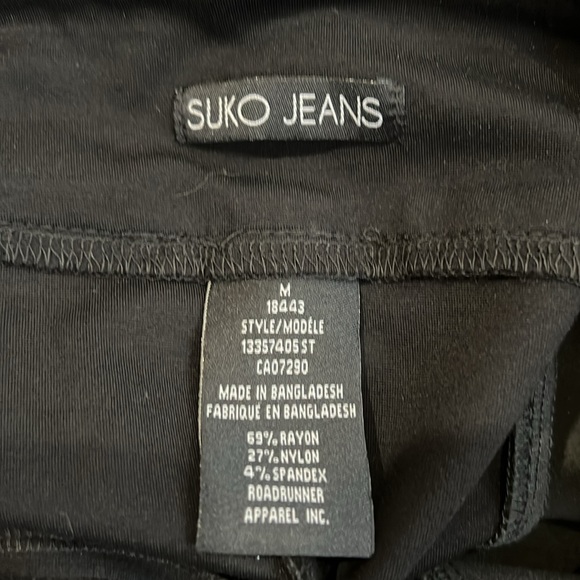 SUKO JEANS
M
18443
STYLE/MODÉLE
13357405 ST
CA07290
MADE IN BANGLADESH
FABRIQUÉ EN BANGLADESH
69% RAYON
27% NYLON
4% SPANDEX
ROADRUNNER
APPAREL INC.